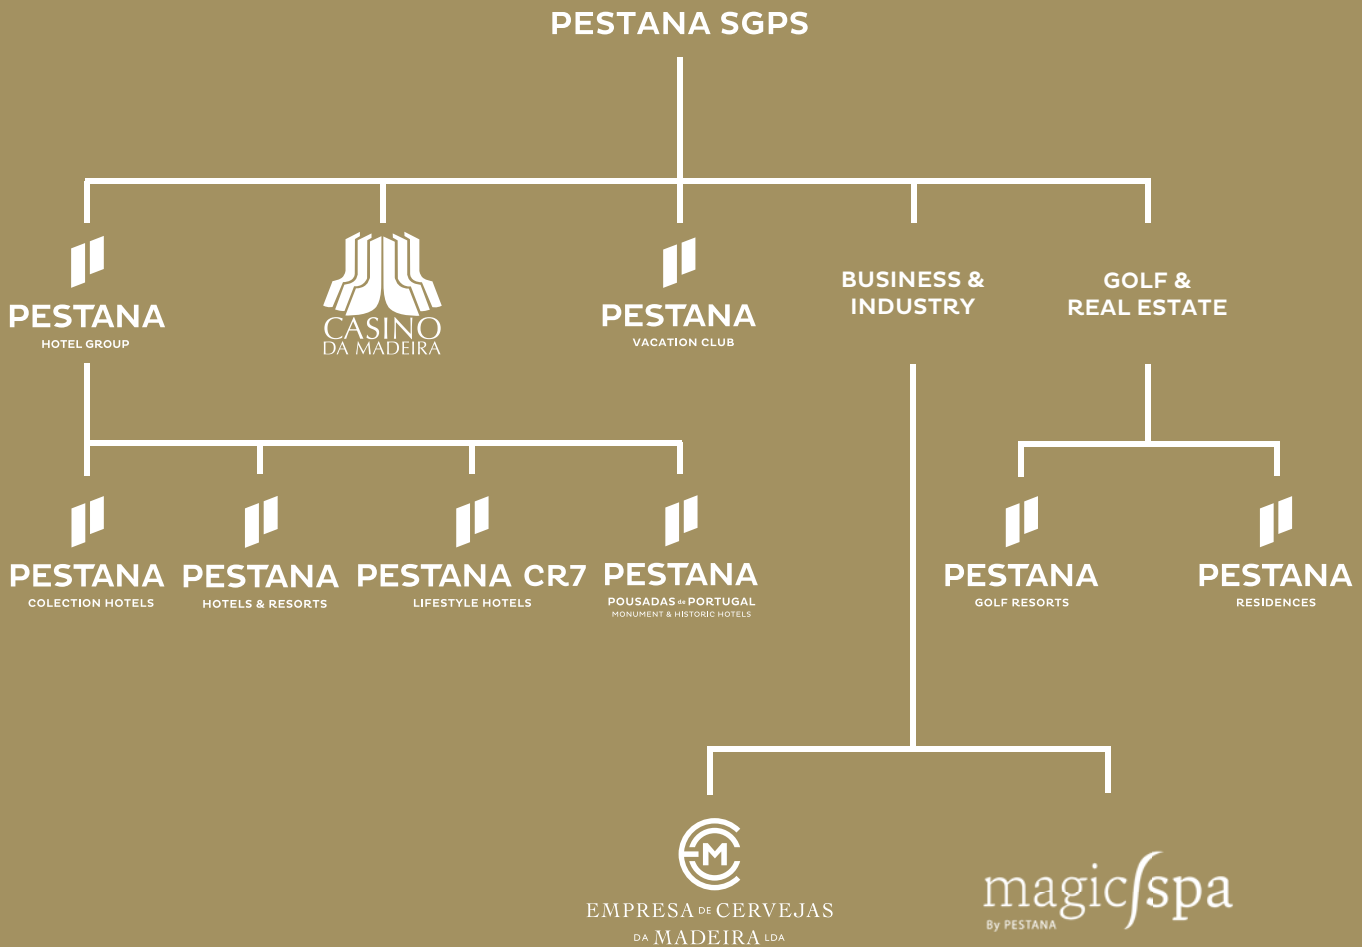 PESTANA SGPS
PESTANA
HOTEL GROUP
CASINO
DA MADEIRA
PESTANA
VACATION CLUB
BUSINESS &
INDUSTRY
GOLF &
REAL ESTATE
PESTANA
COLECTION HOTELS
PESTANA
HOTELS & RESORTS
PESTANA CR7
LIFESTYLE HOTELS
PESTANA
POUSADAS de PORTUGAL
MONUMENT & HISTORIC HOTELS
PESTANA
GOLF RESORTS
PESTANA
RESIDENCES
ECM
EMPRESA DE CERVEJAS
DA MADEIRA LDA
magic spa
By PESTANA